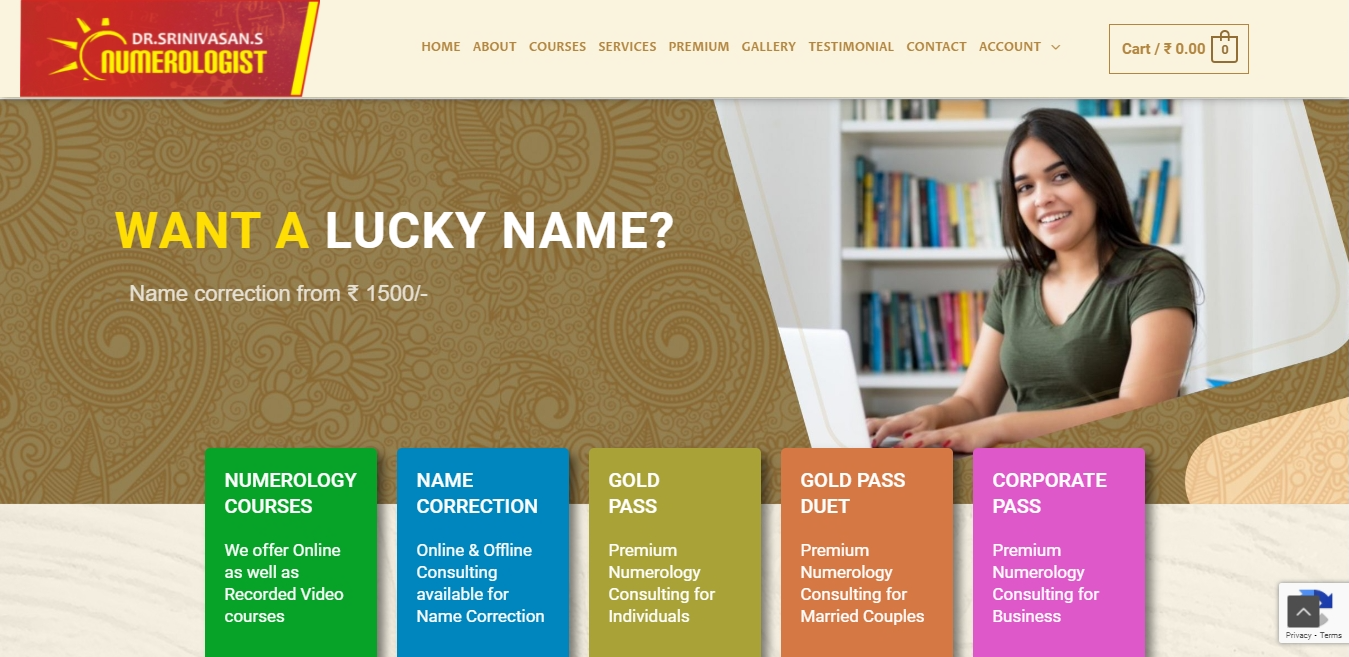 DR.SRINIVASAN.S
NUMEROLOGIST
HOME ABOUT COURSES SERVICES PREMIUM GALLERY TESTIMONIAL CONTACT ACCOUNT
Cart / ₹ 0.00 0
WANT A LUCKY NAME?
Name correction from ₹ 1500/-
NUMEROLOGY
COURSES
We offer Online
as well as
Recorded Video
courses
NAME
CORRECTION
Online & Offline
Consulting
available for
Name Correction
GOLD
PASS
Premium
Numerology
Consulting for
Individuals
GOLD PASS
DUET
Premium
Numerology
Consulting for
Married Couples
CORPORATE
PASS
Premium
Numerology
Consulting for
Business
Privacy - Terms